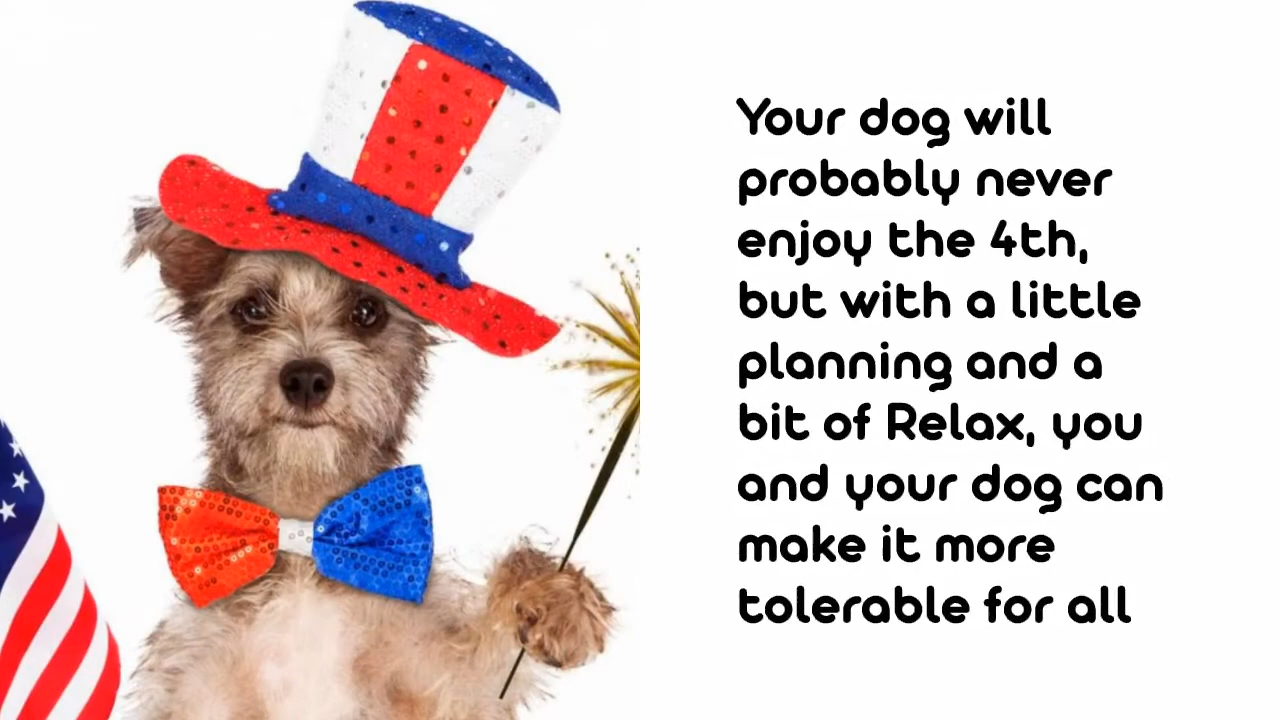 Your dog will
probably never
enjoy the 4th,
but with a little
planning and a
bit of Relax, you
and your dog can
make it more
tolerable for all